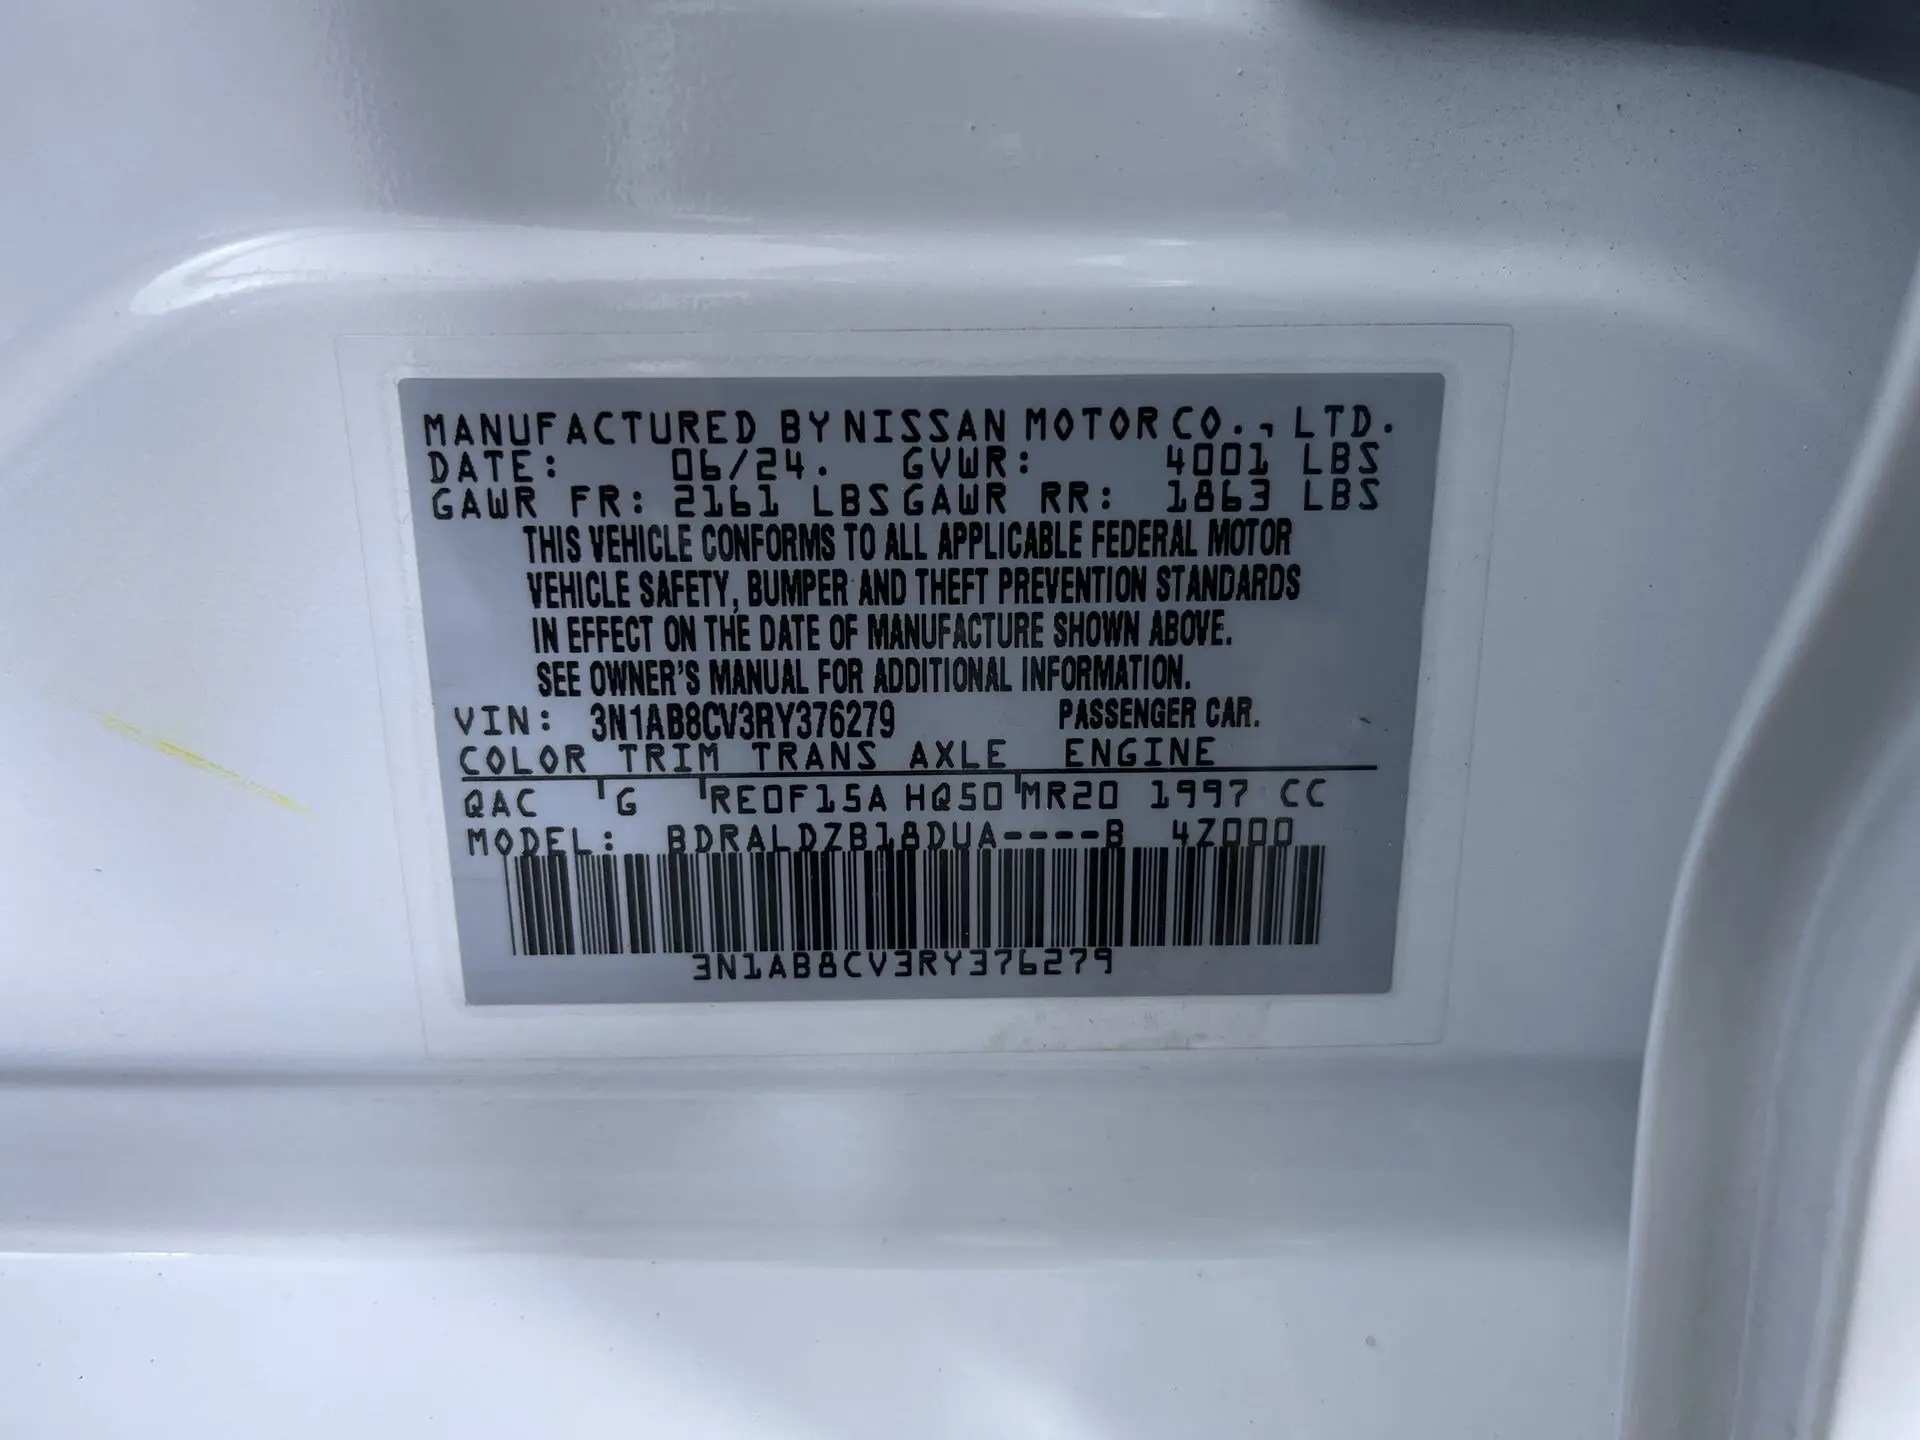 MANUFACTURED BY NISSAN MOTOR CO., LTD.
DATE: 06/24. GVWR: 4001 LBS
GAWR FR: 2161 LBS GAWR RR: 1863 LBS
THIS VEHICLE CONFORMS TO ALL APPLICABLE FEDERAL MOTOR
VEHICLE SAFETY, BUMPER AND THEFT PREVENTION STANDARDS
IN EFFECT ON THE DATE OF MANUFACTURE SHOWN ABOVE.
SEE OWNER'S MANUAL FOR ADDITIONAL INFORMATION.
VIN: 3N1AB8CV3RY376279 PASSENGER CAR.
COLOR TRIM TRANS AXLE ENGINE
QAC G RE0F15A HQ50 MR20 1997 CC
MODEL: BDRALDZB18DUA----B 4Z000
3N1AB8CV3RY376279